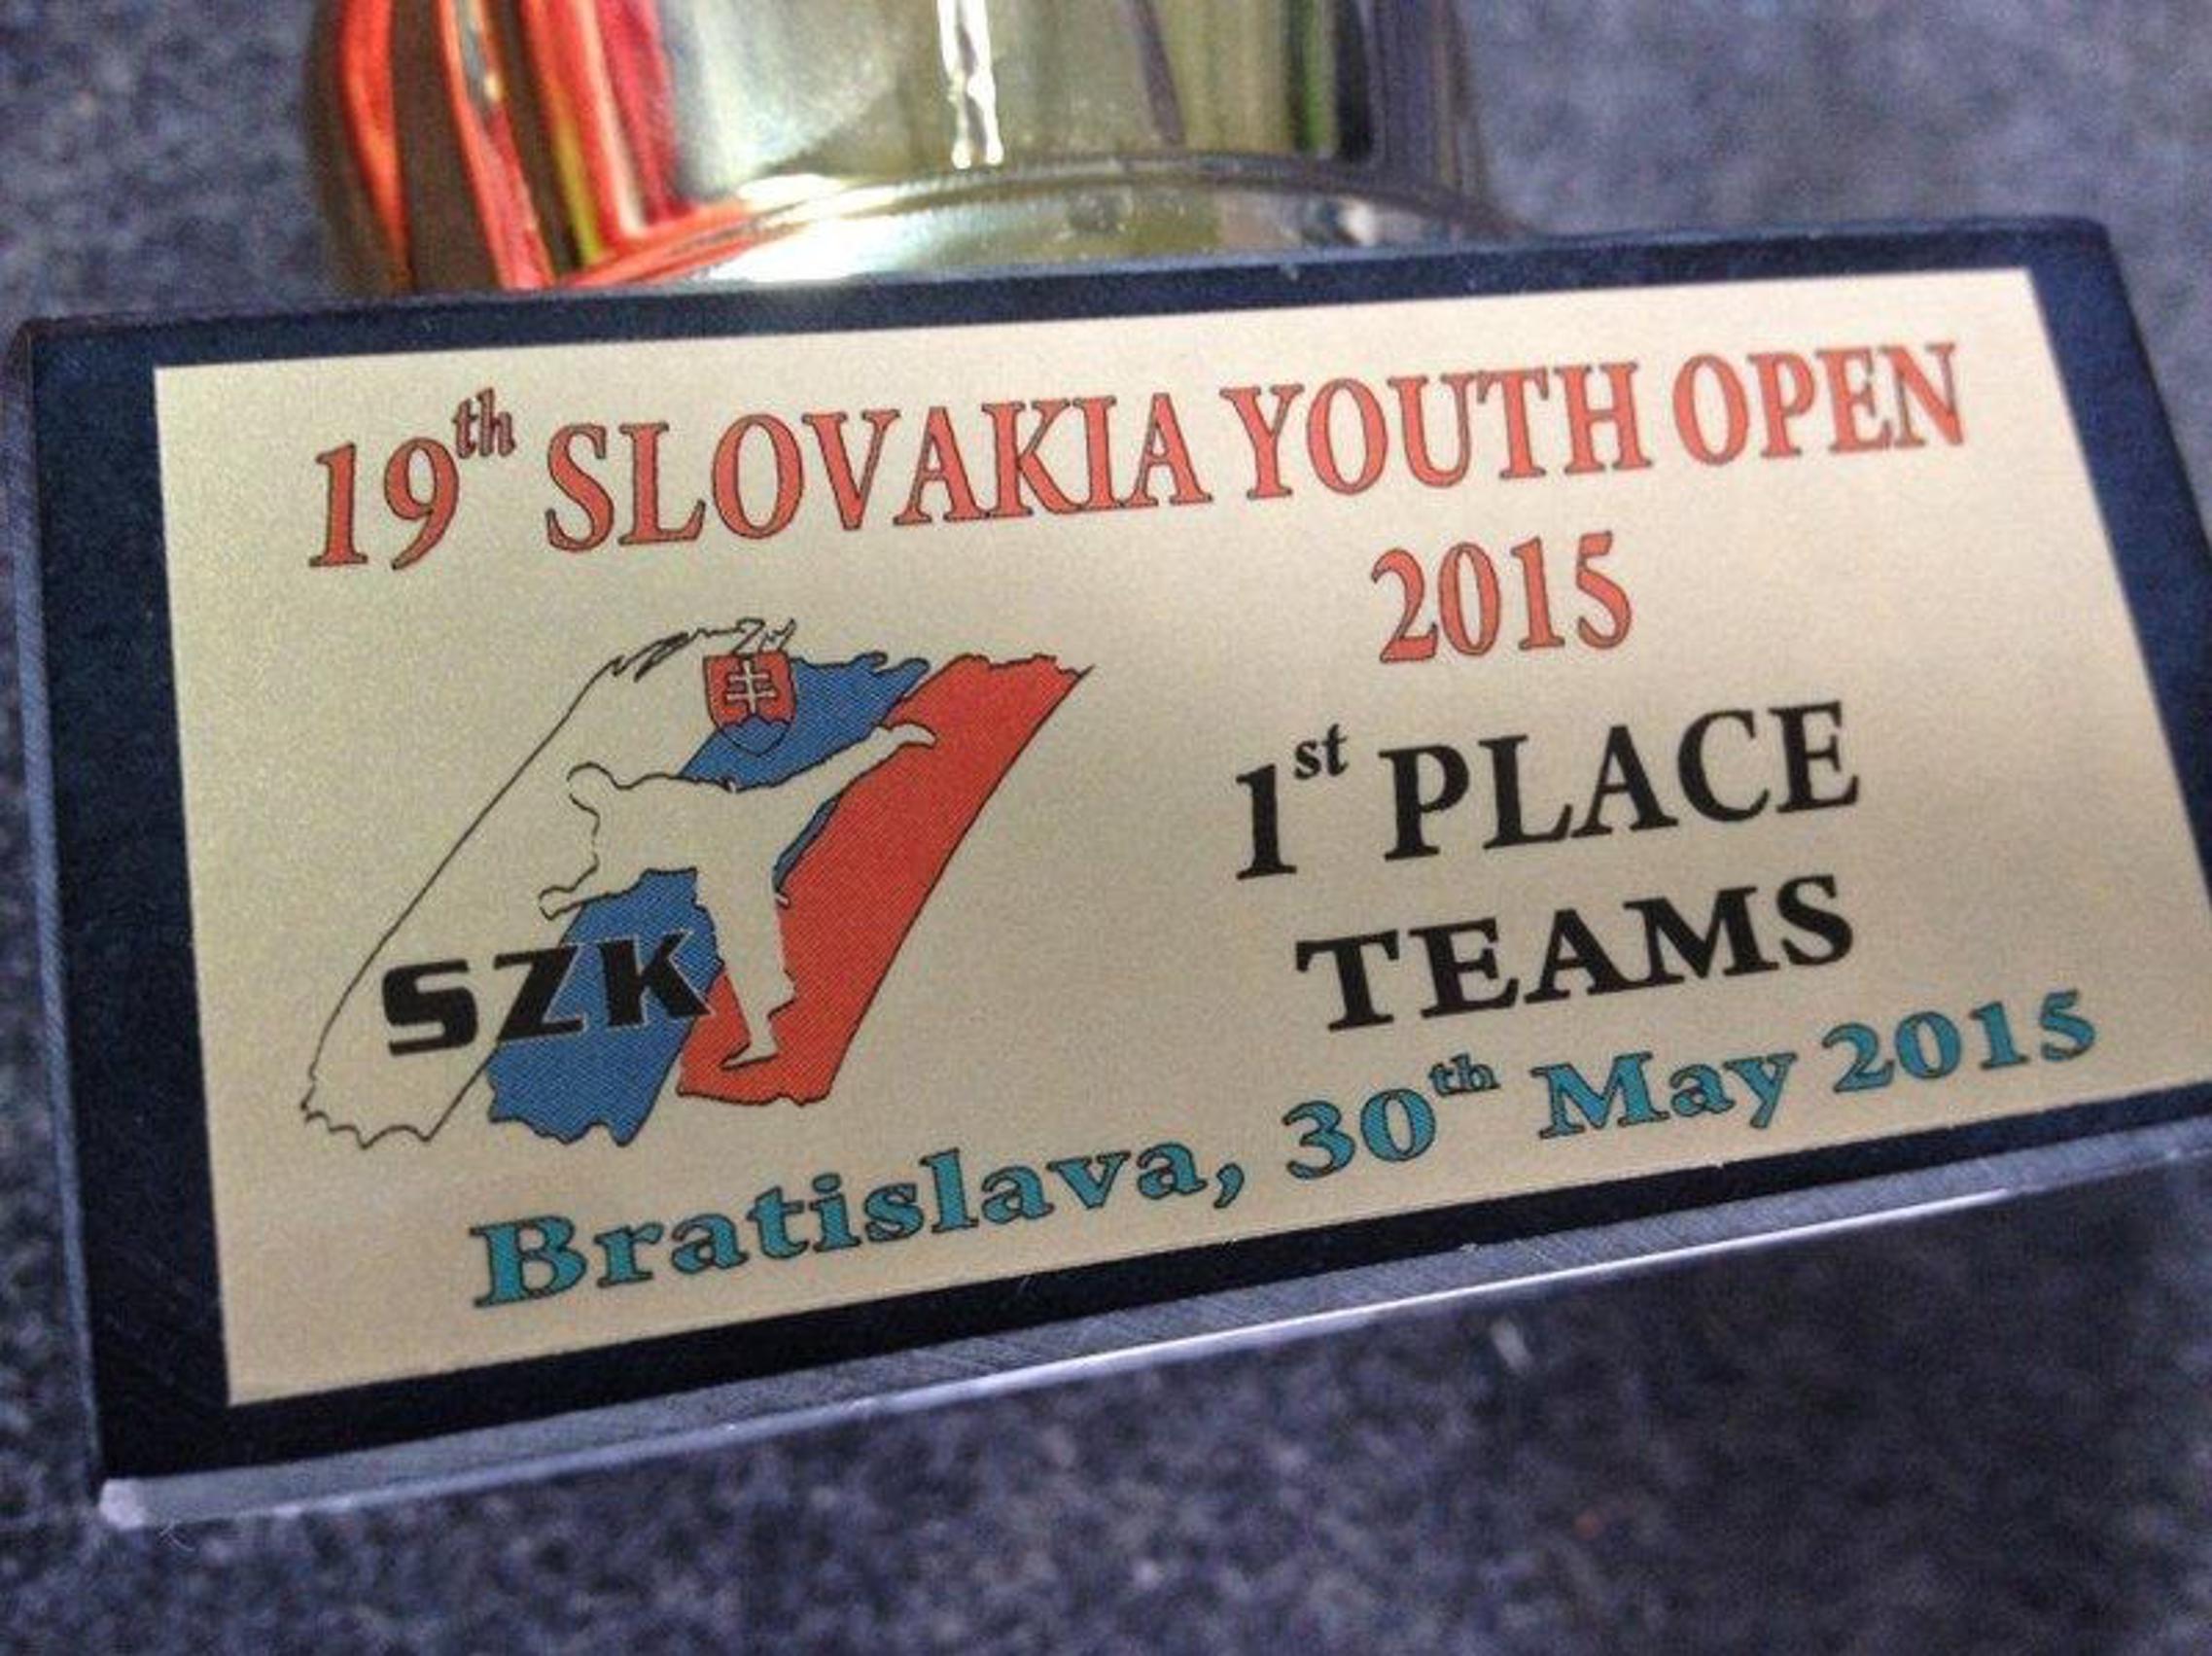 19th SLOVAKIA YOUTH OPEN
2015
1st PLACE
TEAMS
SZK
Bratislava, 30th May 2015